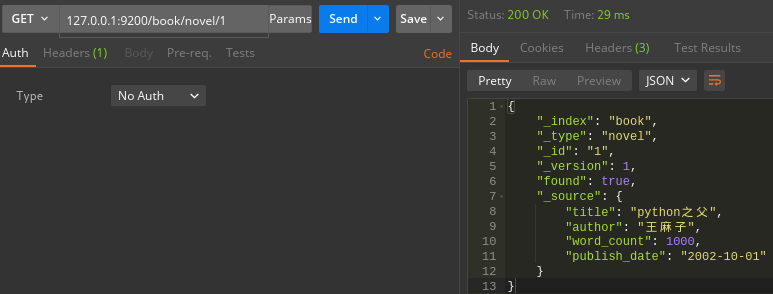 GET 127.0.0.1:9200/book/novel/1 Params Send Save
Auth Headers (1) Body Pre-req. Tests Code
Type No Auth
Status: 200 OK Time: 29 ms
Body Cookies Headers (3) Test Results
Pretty Raw Preview JSON
1 {
2 "_index": "book",
3 "_type": "novel",
4 "_id": "1",
5 "_version": 1,
6 "found": true,
7 "_source": {
8 "title": "python之父",
9 "author": "王麻子",
10 "word_count": 1000,
11 "publish_date": "2002-10-01"
12 }
13 }